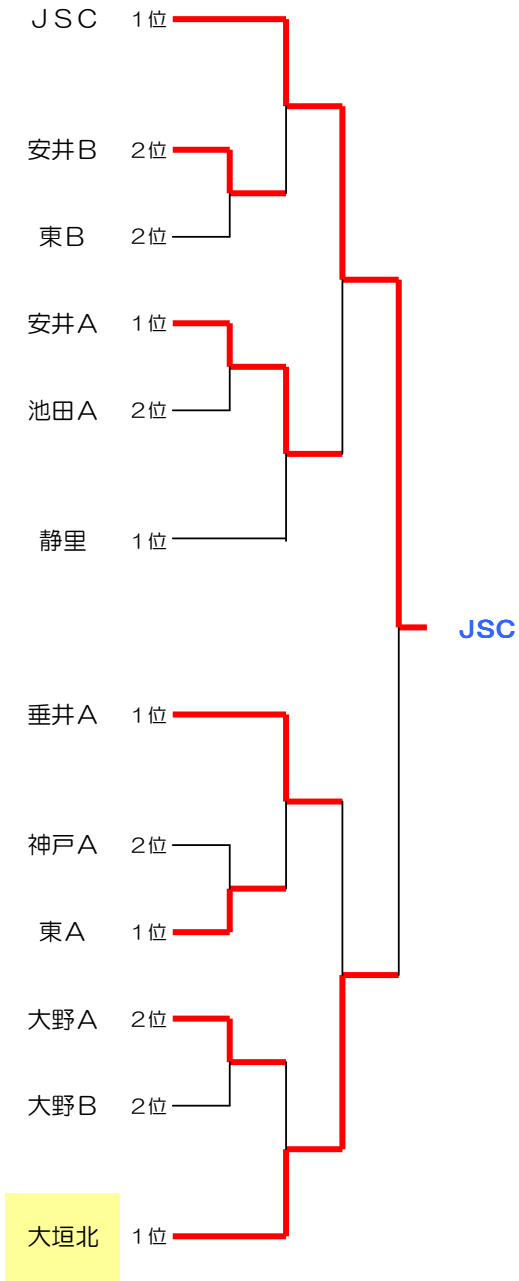 ＪＳＣ 1位
安井Ｂ 2位
東Ｂ 2位
安井Ａ 1位
池田Ａ 2位
静里 1位
JSC
垂井Ａ 1位
神戸Ａ 2位
東Ａ 1位
大野Ａ 2位
大野Ｂ 2位
大垣北 1位